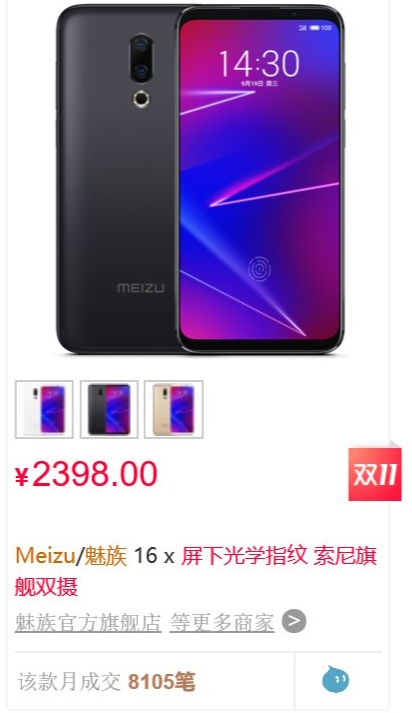 100
14:30
9月19日 周三
MEIZU
¥2398.00
双11
Meizu/魅族 16 x 屏下光学指纹 索尼旗
舰双摄
魅族官方旗舰店 等更多商家 >
该款月成交 8105笔